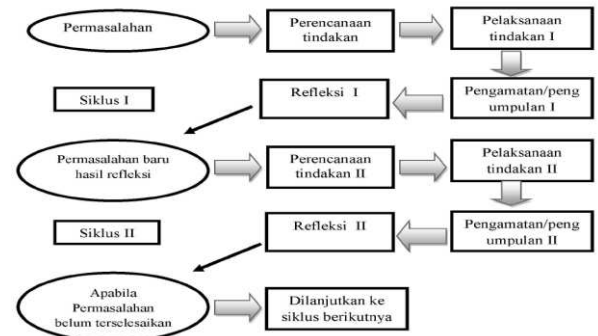 Permasalahan
Perencanaan
tindakan
Pelaksanaan
tindakan I
Siklus I
Refleksi I
Pengamatan/peng
umpulan I
Permasalahan baru
hasil refleksi
Perencanaan
tindakan II
Pelaksanaan
tindakan II
Siklus II
Refleksi II
Pengamatan/peng
umpulan II
Apabila
Permasalahan
belum terselesaikan
Dilanjutkan ke
siklus berikutnya